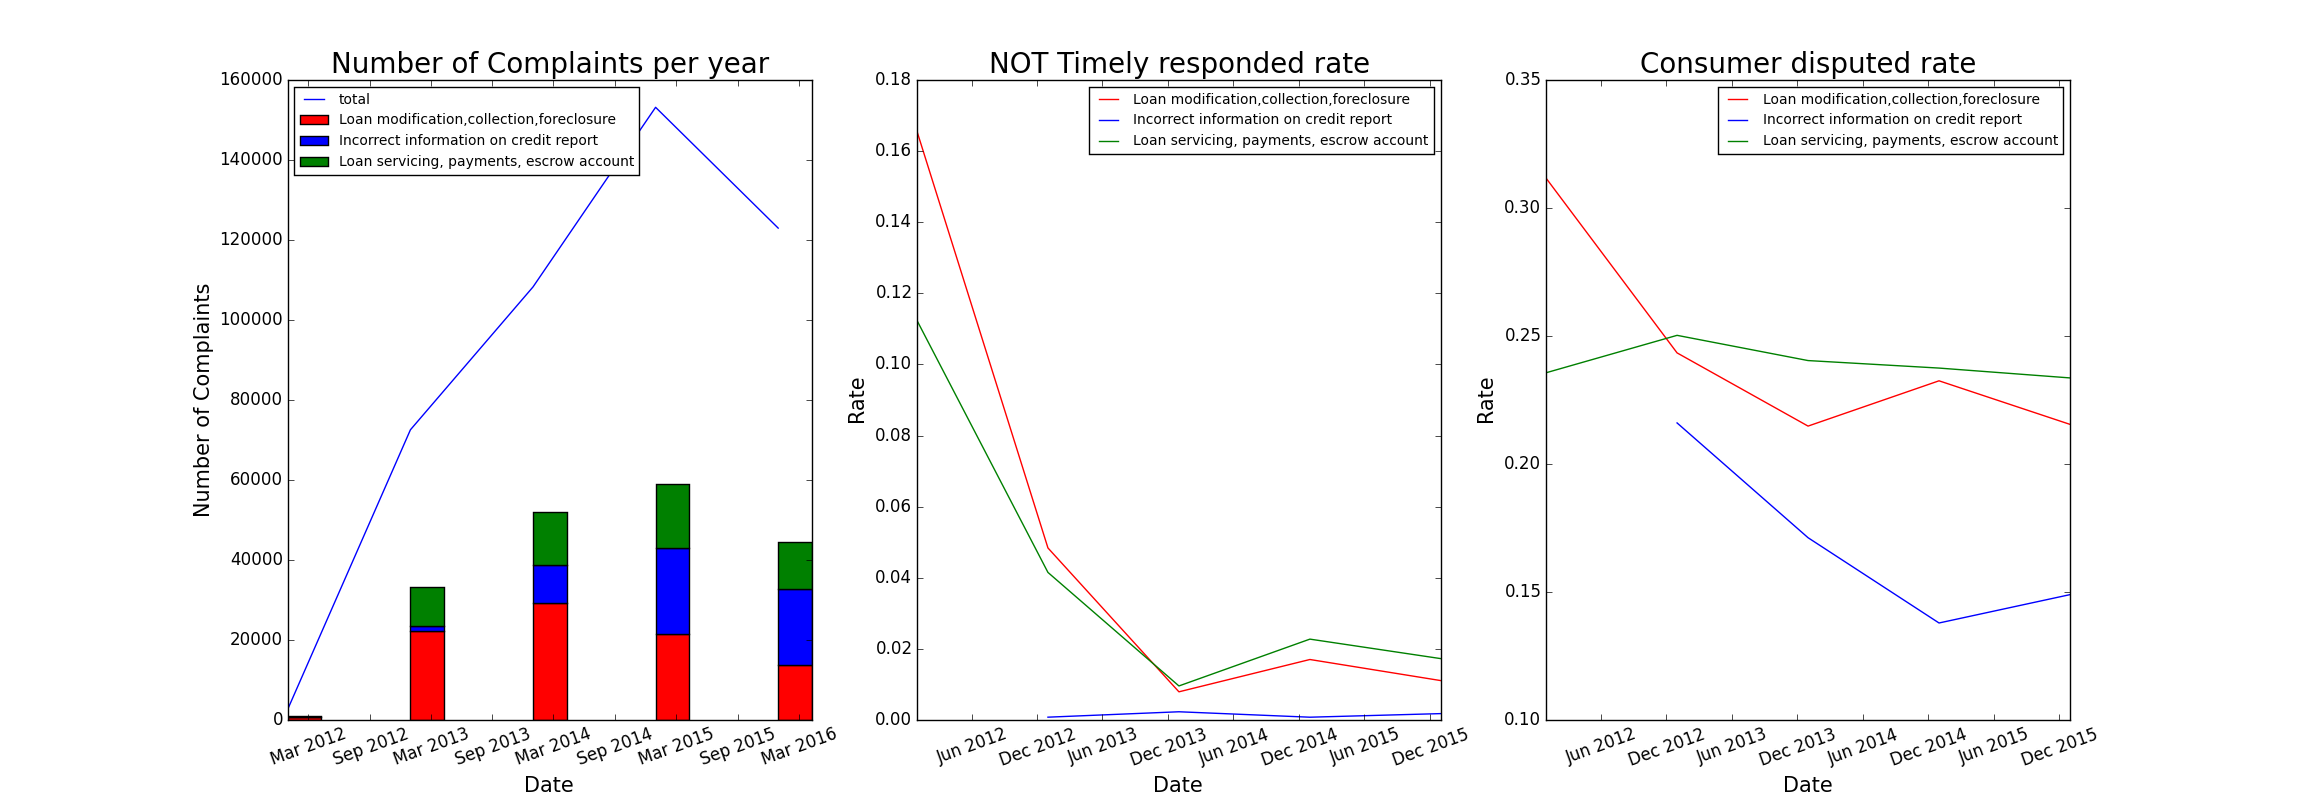 Number of Complaints per year
160000
140000
120000
100000
80000
60000
40000
20000
0
Number of Complaints
total
Loan modification,collection,foreclosure
Incorrect information on credit report
Loan servicing, payments, escrow account
Mar 2012
Sep 2012
Mar 2013
Sep 2013
Mar 2014
Sep 2014
Mar 2015
Sep 2015
Mar 2016
Date
NOT Timely responded rate
0.18
0.16
0.14
0.12
0.10
0.08
0.06
0.04
0.02
0.00
Rate
Loan modification,collection,foreclosure
Incorrect information on credit report
Loan servicing, payments, escrow account
Jun 2012
Dec 2012
Jun 2013
Dec 2013
Jun 2014
Dec 2014
Jun 2015
Dec 2015
Date
Consumer disputed rate
0.35
0.30
0.25
0.20
0.15
0.10
Rate
Loan modification,collection,foreclosure
Incorrect information on credit report
Loan servicing, payments, escrow account
Jun 2012
Dec 2012
Jun 2013
Dec 2013
Jun 2014
Dec 2014
Jun 2015
Dec 2015
Date